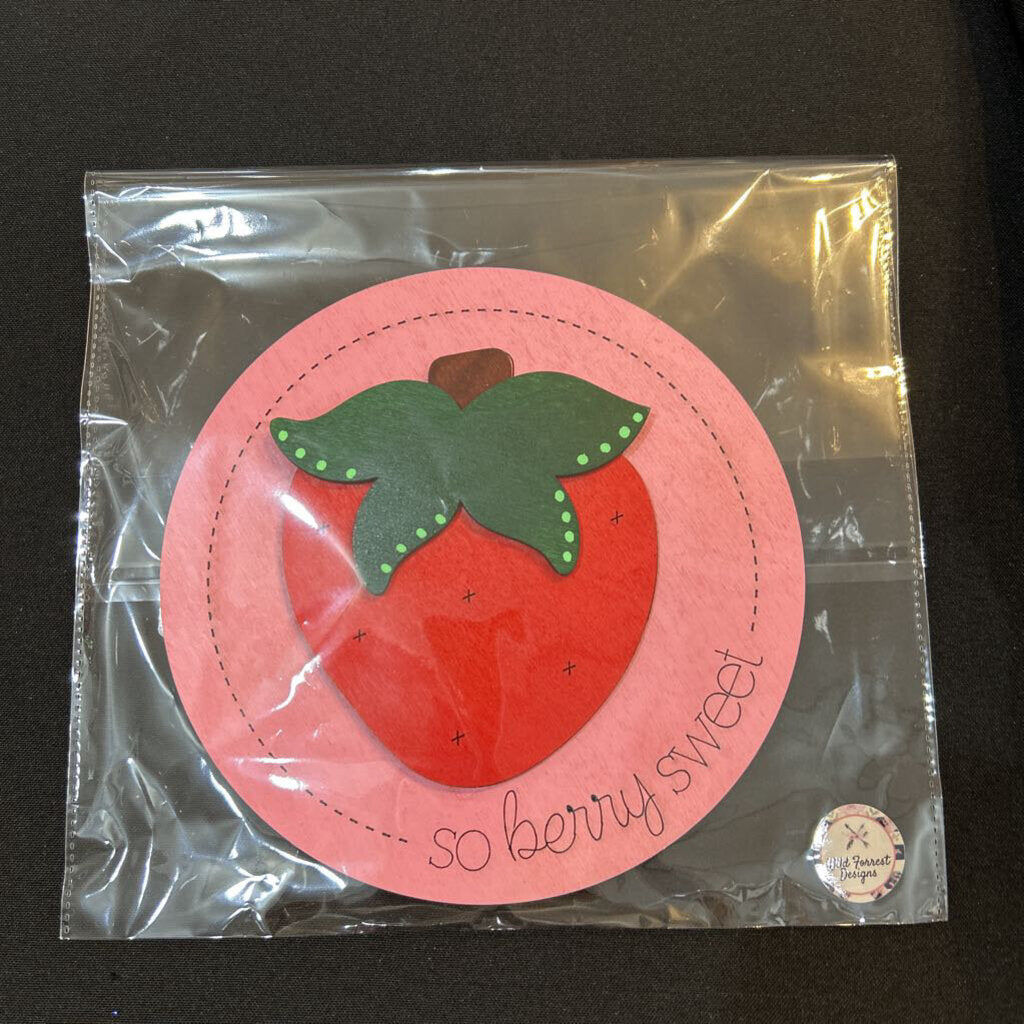 so berry sweet
Wild Forrest
Designs